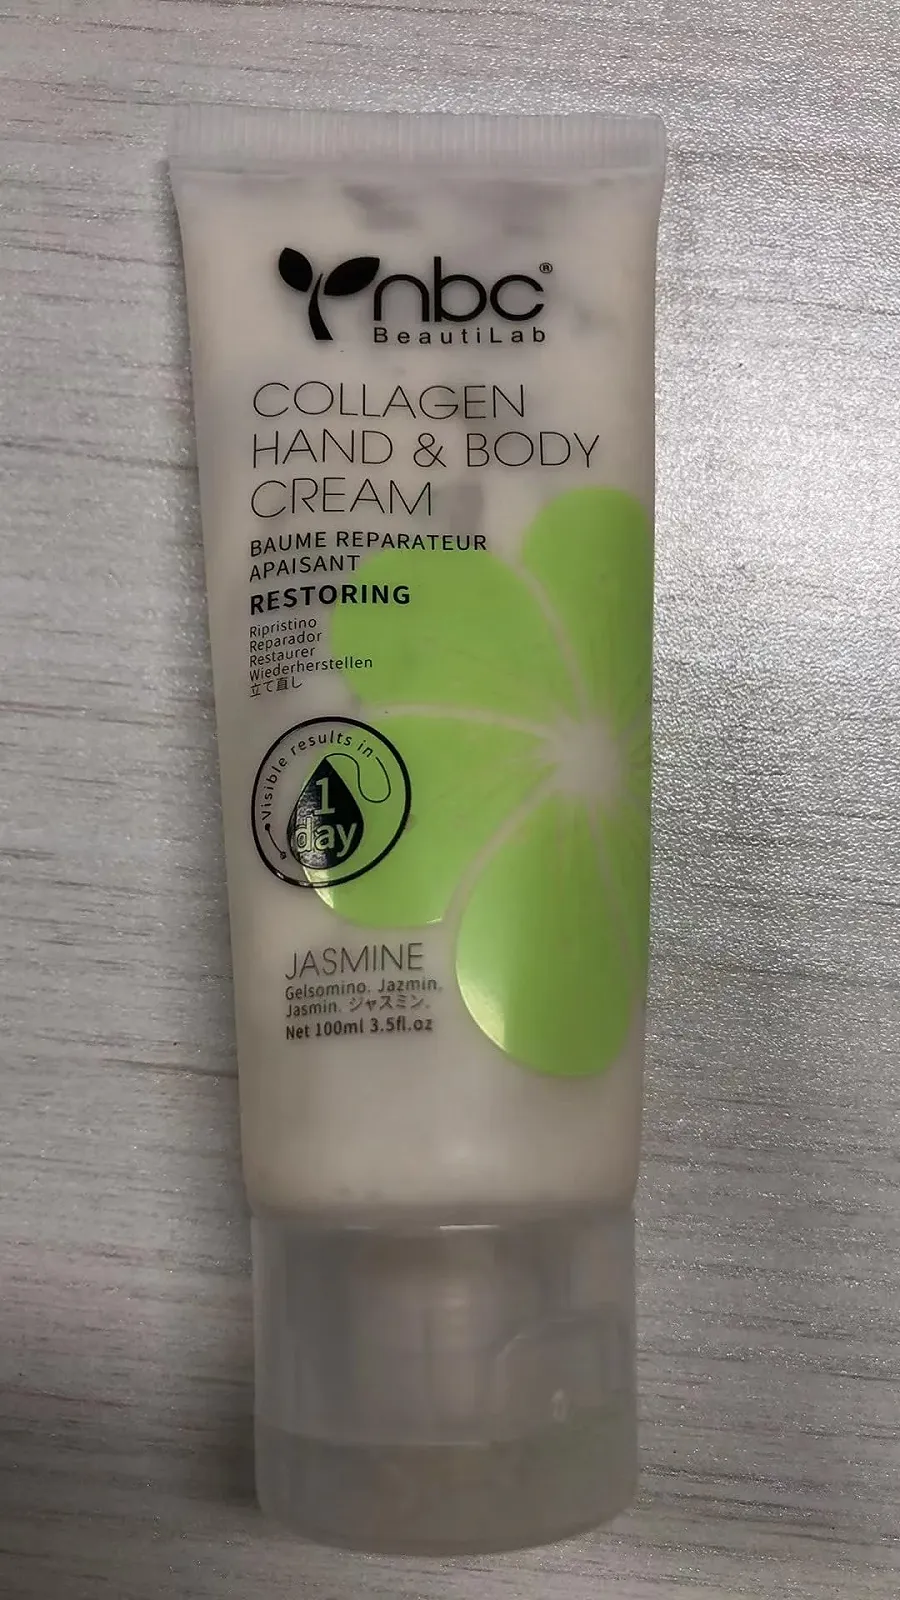 nbc®
BeautiLab
COLLAGEN
HAND & BODY
CREAM
BAUME REPARATEUR
APAISANT
RESTORING
Ripristino
Reparador
Restaurer
Wiederherstellen
立て直し
Visible results in
1
day
JASMINE
Gelsomino. Jazmin.
Jasmin. ジャスミン.
Net 100ml 3.5fl.oz